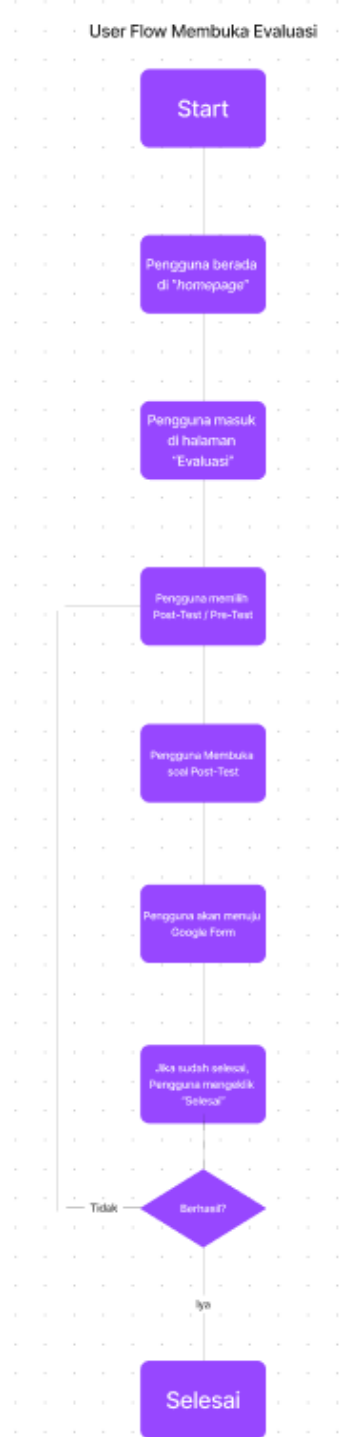 User Flow Membuka Evaluasi
Start
Pengguna berada
di "homepage"
Pengguna masuk
di halaman
"Evaluasi"
Pengguna memilih
Post-Test / Pre-Test
Pengguna Membuka
soal Post-Test
Pengguna akan menuju
Google Form
Jika sudah selesai,
Pengguna mengeklik
"Selesai"
Berhasil?
Tidak
Iya
Selesai